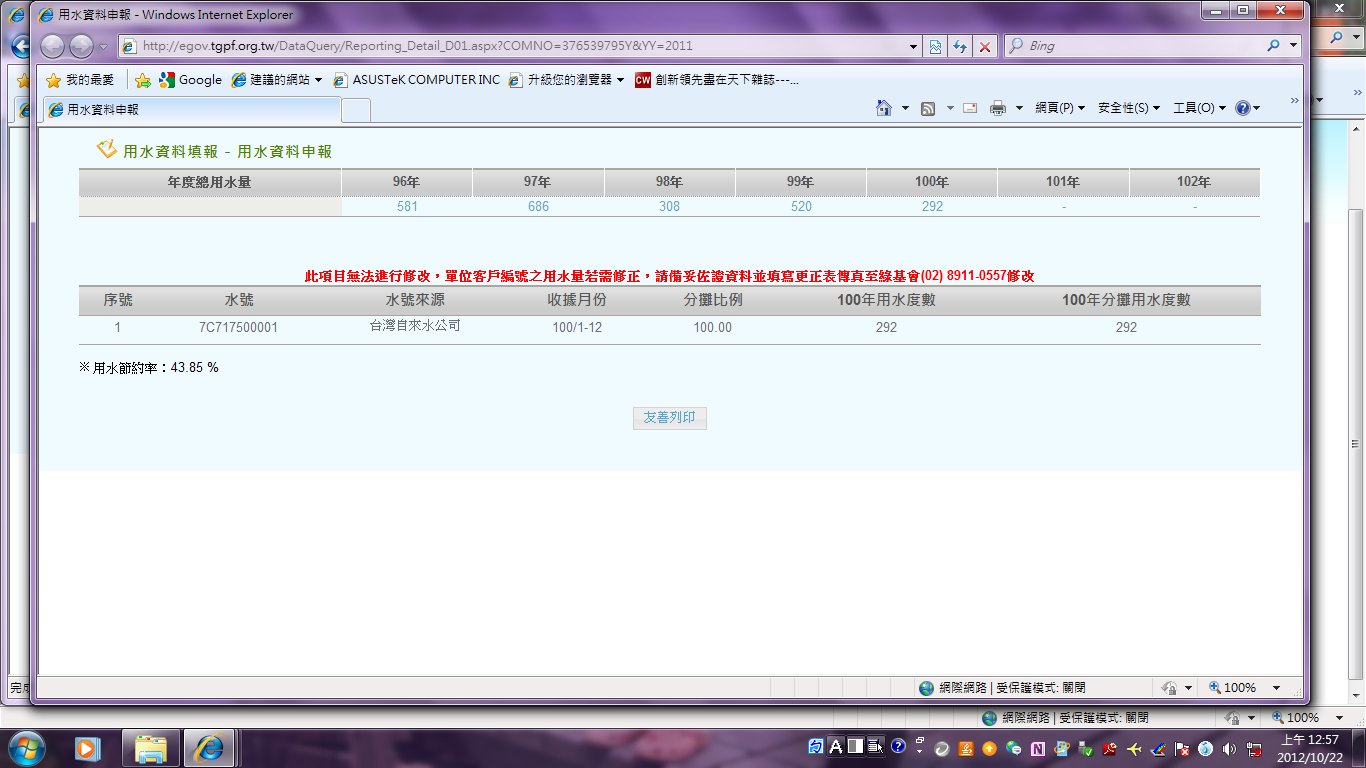 用水資料申報 - Windows Internet Explorer
http://egov.tgpf.org.tw/DataQuery//Reporting_Detail_D01.aspx?COMNO=376539795Y&YY=2011
Bing
我的最愛 Google 建議的網站 ASUSTeK COMPUTER INC 升級您的瀏覽器 CW 創新領先盡在天下雜誌---...
用水資料申報 網頁(P) 安全性(S) 工具(O)
用水資料填報 - 用水資料申報
年度總用水量 96年 97年 98年 99年 100年 101年 102年
581 686 308 520 292 - -
此項目無法進行修改，單位客戶編號之用水量若需修正，請備妥佐證資料並填寫更正表傳真至綠基會(02) 8911-0557修改
序號 水號 水號來源 收據月份 分攤比例 100年用水度數 100年分攤用水度數
1 7C717500001 台灣自來水公司 100/1-12 100.00 292 292
※ 用水節約率：43.85 %
友善列印
完成
網際網路 | 受保護模式: 關閉 100%
網際網路 | 受保護模式: 關閉 100%
上午 12:57
2012/10/22